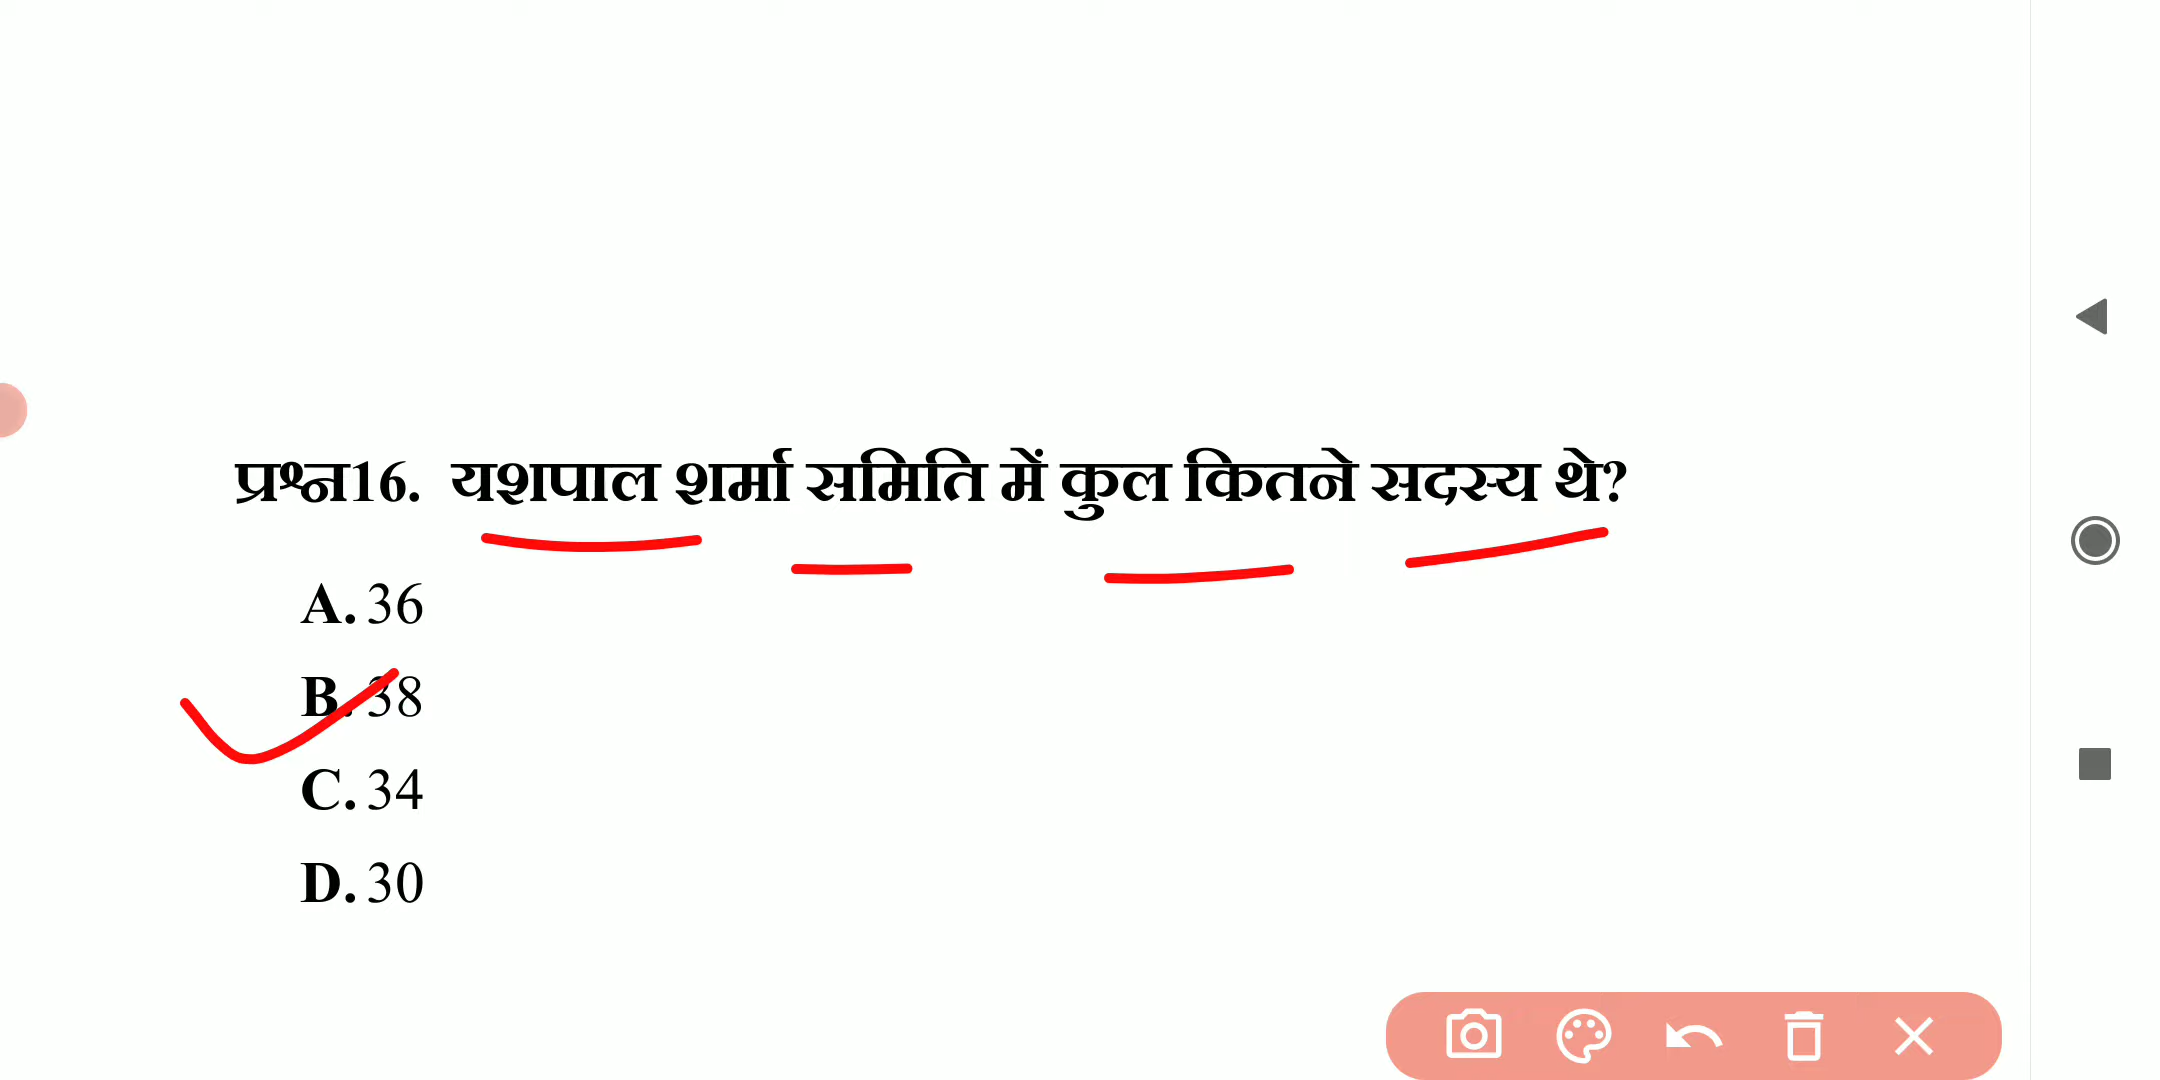 प्रश्न16. यशपाल शर्मा समिति में कुल कितने सदस्य थे?
A. 36
B. 38
C. 34
D. 30